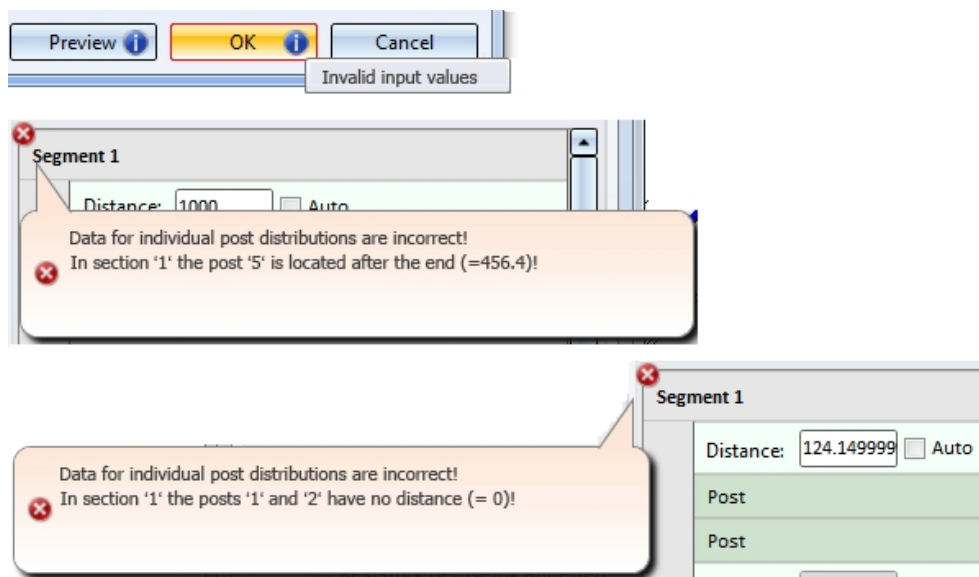 Preview OK Cancel
Invalid input values
Segment 1
Distance: 1000 Auto
Data for individual post distributions are incorrect!
In section ‘1‘ the post ‘5‘ is located after the end (=456.4)!
Segment 1
Distance: 124.149999 Auto
Data for individual post distributions are incorrect!
In section ‘1‘ the posts ‘1‘ and ‘2‘ have no distance (= 0)!
Post
Post